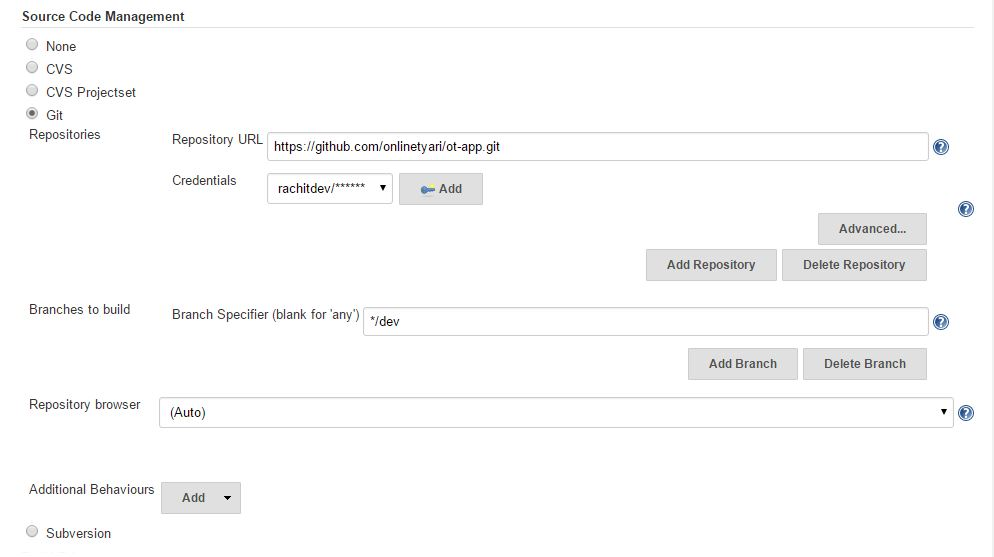 Source Code Management
None
CVS
CVS Projectset
Git
Repositories
Repository URL https://github.com/onlinetyari/ot-app.git
Credentials rachitdev/****** Add
Advanced...
Add Repository Delete Repository
Branches to build
Branch Specifier (blank for 'any') */dev
Add Branch Delete Branch
Repository browser (Auto)
Additional Behaviours Add
Subversion